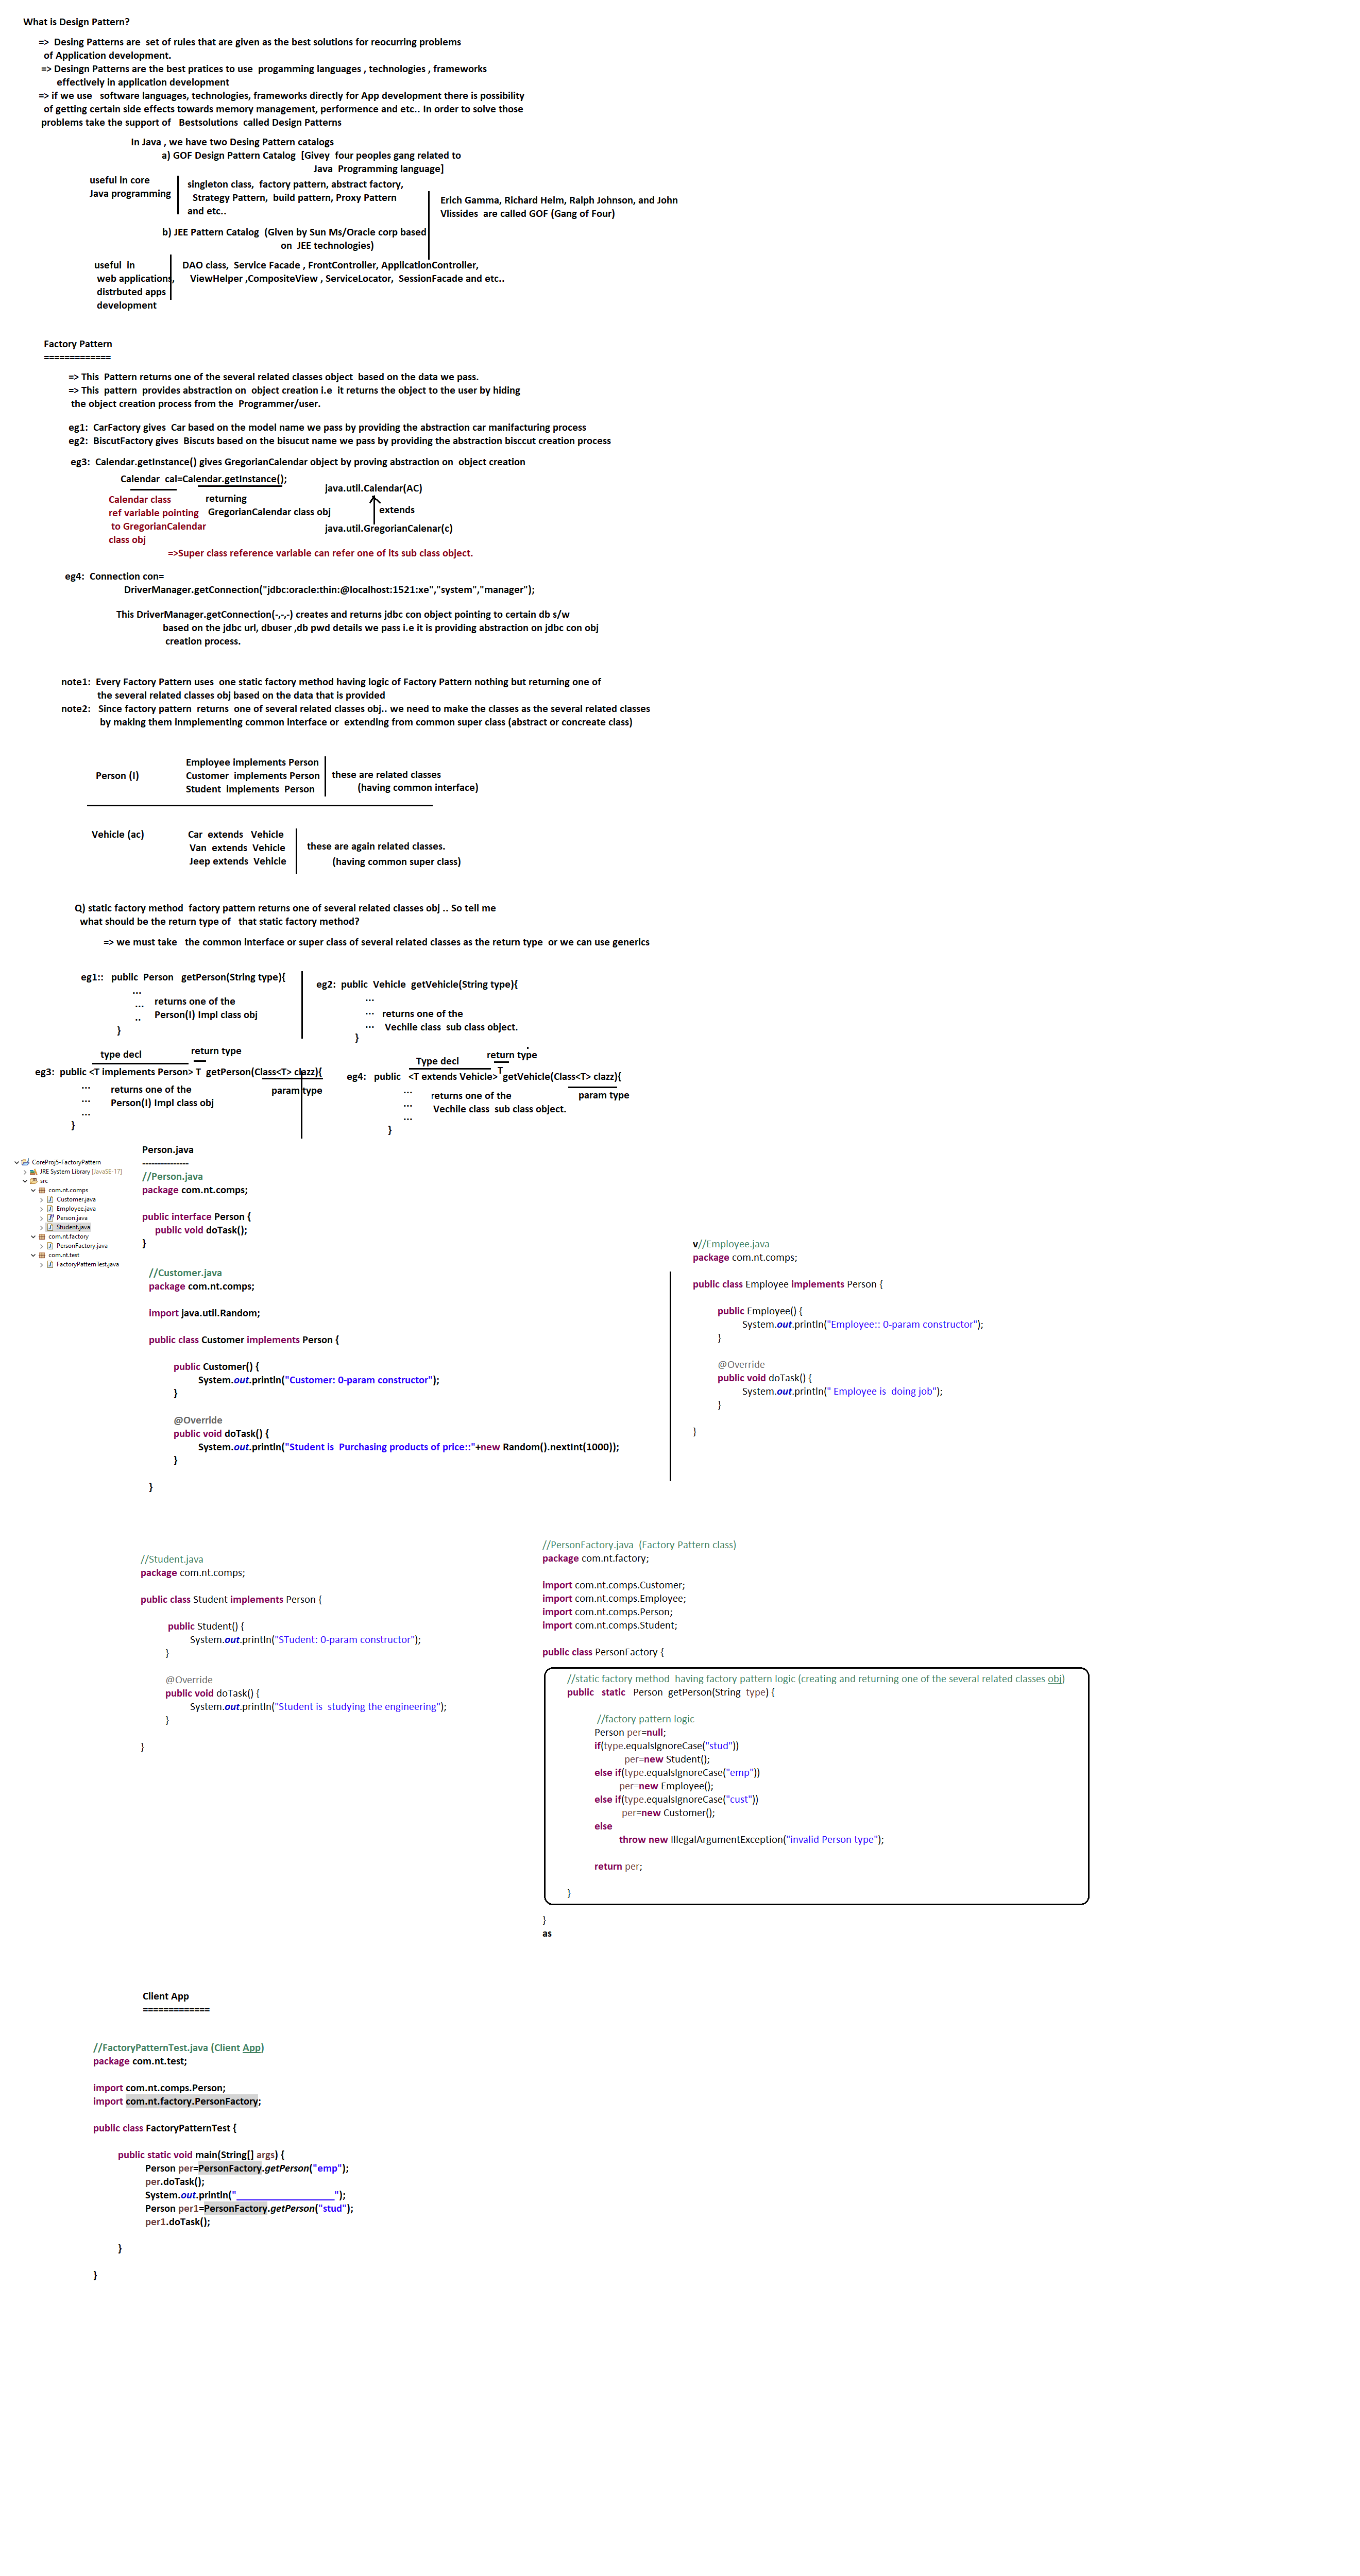 What is Design Pattern?
=>  Desing Patterns are  set of rules that are given as the best solutions for reocurring problems
of Application development.
=> Desingn Patterns are the best pratices to use  progamming languages , technologies , frameworks
effectively in application development
=> if we use   software languages, technologies, frameworks directly for App development there is possibility
of getting certain side effects towards memory management, performence and etc.. In order to solve those
problems take the support of   Bestsolutions  called Design Patterns
In Java , we have two Desing Pattern catalogs
a) GOF Design Pattern Catalog  [Givey  four peoples gang related to
Java  Programming language]
useful in core
Java programming
singleton class,  factory pattern, abstract factory,
Strategy Pattern,  build pattern, Proxy Pattern
and etc..
Erich Gamma, Richard Helm, Ralph Johnson, and John
Vlissides  are called GOF (Gang of Four)
b) JEE Pattern Catalog  (Given by Sun Ms/Oracle corp based
on  JEE technologies)
useful  in
web applications,
distrbuted apps
development
DAO class,  Service Facade , FrontController, ApplicationController,
ViewHelper ,CompositeView , ServiceLocator,  SessionFacade and etc..
Factory Pattern
=============
=> This  Pattern returns one of the several related classes object  based on the data we pass.
=> This  pattern  provides abstraction on  object creation i.e  it returns the object to the user by hiding
the object creation process from the  Programmer/user.
eg1:  CarFactory gives  Car based on the model name we pass by providing the abstraction car manifacturing process
eg2:  BiscutFactory gives  Biscuts based on the bisucut name we pass by providing the abstraction bisccut creation process
eg3:  Calendar.getInstance() gives GregorianCalendar object by proving abstraction on  object creation
Calendar  cal=Calendar.getInstance();
Calendar class
ref variable pointing
to GregorianCalendar
class obj
returning
GregorianCalendar class obj
java.util.Calendar(AC)
extends
java.util.GregorianCalenar(c)
=>Super class reference variable can refer one of its sub class object.
eg4:  Connection con=
DriverManager.getConnection("jdbc:oracle:thin:@localhost:1521:xe","system","manager");
This DriverManager.getConnection(-,-,-) creates and returns jdbc con object pointing to certain db s/w
based on the jdbc url, dbuser ,db pwd details we pass i.e it is providing abstraction on jdbc con obj
creation process.
note1:  Every Factory Pattern uses  one static factory method having logic of Factory Pattern nothing but returning one of
the several related classes obj based on the data that is provided
note2:   Since factory pattern  returns  one of several related classes obj.. we need to make the classes as the several related classes
by making them inmplementing common interface or  extending from common super class (abstract or concreate class)
Person (I)
Employee implements Person
Customer  implements Person
Student  implements  Person
these are related classes
(having common interface)
Vehicle (ac)
Car  extends   Vehicle
Van  extends  Vehicle
Jeep extends  Vehicle
these are again related classes.
(having common super class)
Q) static factory method  factory pattern returns one of several related classes obj .. So tell me
what should be the return type of   that static factory method?
=> we must take   the common interface or super class of several related classes as the return type  or we can use generics
eg1::   public  Person   getPerson(String type){
...
... returns one of the
.. Person(I) Impl class obj
}
eg2:  public  Vehicle  getVehicle(String type){
...
... returns one of the
... Vechile class  sub class object.
}
type decl
return type
eg3:  public <T implements Person> T  getPerson(Class<T> clazz){
param type
... returns one of the
... Person(I) Impl class obj
...
}
Type decl
return type
T
eg4:   public   <T extends Vehicle>  getVehicle(Class<T> clazz){
param type
... returns one of the
... Vechile class  sub class object.
...
}
CoreProj5-FactoryPattern
JRE System Library [JavaSE-17]
src
com.nt.comps
Customer.java
Employee.java
Person.java
Student.java
com.nt.factory
PersonFactory.java
com.nt.test
FactoryPatternTest.java
Person.java
---------------
//Person.java
package com.nt.comps;
public interface Person {
public void doTask();
}
//Customer.java
package com.nt.comps;
import java.util.Random;
public class Customer implements Person {
public Customer() {
System.out.println("Customer: 0-param constructor");
}
@Override
public void doTask() {
System.out.println("Student is  Purchasing products of price::"+new Random().nextInt(1000));
}
}
v//Employee.java
package com.nt.comps;
public class Employee implements Person {
public Employee() {
System.out.println("Employee:: 0-param constructor");
}
@Override
public void doTask() {
System.out.println(" Employee is  doing job");
}
}
//Student.java
package com.nt.comps;
public class Student implements Person {
public Student() {
System.out.println("STudent: 0-param constructor");
}
@Override
public void doTask() {
System.out.println("Student is  studying the engineering");
}
}
//PersonFactory.java  (Factory Pattern class)
package com.nt.factory;
import com.nt.comps.Customer;
import com.nt.comps.Employee;
import com.nt.comps.Person;
import com.nt.comps.Student;
public class PersonFactory {
//static factory method  having factory pattern logic (creating and returning one of the several related classes obj)
public   static   Person  getPerson(String  type) {
//factory pattern logic
Person per=null;
if(type.equalsIgnoreCase("stud"))
per=new Student();
else if(type.equalsIgnoreCase("emp"))
per=new Employee();
else if(type.equalsIgnoreCase("cust"))
per=new Customer();
else
throw new IllegalArgumentException("invalid Person type");
return per;
}
}
as
Client App
=============
//FactoryPatternTest.java (Client App)
package com.nt.test;
import com.nt.comps.Person;
import com.nt.factory.PersonFactory;
public class FactoryPatternTest {
public static void main(String[] args) {
Person per=PersonFactory.getPerson("emp");
per.doTask();
System.out.println("____________________");
Person per1=PersonFactory.getPerson("stud");
per1.doTask();
}
}